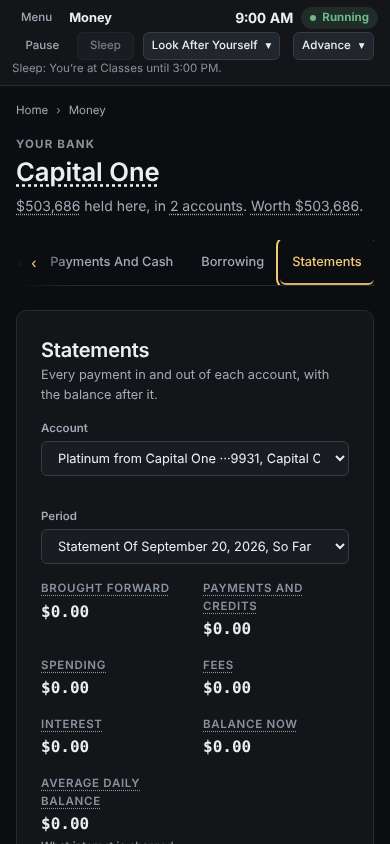 Menu Money 9:00 AM Running
Pause Sleep Look After Yourself ▾ Advance ▾
Sleep: You're at Classes until 3:00 PM.
Home › Money
YOUR BANK
Capital One
$503,686 held here, in 2 accounts. Worth $503,686.
‹ Payments And Cash Borrowing Statements
Statements
Every payment in and out of each account, with
the balance after it.
Account
Platinum from Capital One ···9931, Capital C
Period
Statement Of September 20, 2026, So Far
BROUGHT FORWARD
$0.00
PAYMENTS AND
CREDITS
$0.00
SPENDING
$0.00
FEES
$0.00
INTEREST
$0.00
BALANCE NOW
$0.00
AVERAGE DAILY
BALANCE
$0.00